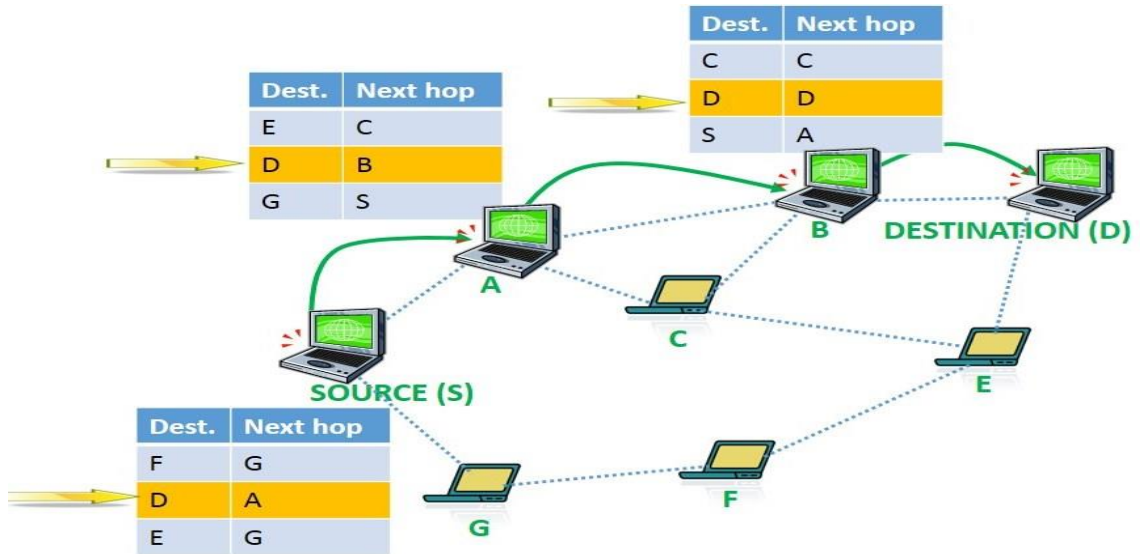 Dest. Next hop
C C
D D
S A
Dest. Next hop
E C
D B
G S
B
DESTINATION (D)
A
C
E
SOURCE (S)
Dest. Next hop
F G
D A
E G
F
G